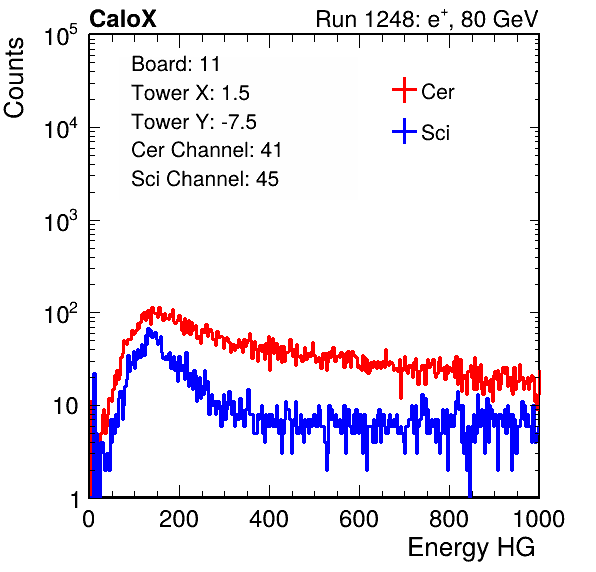 CaloX Run 1248: e⁺, 80 GeV
Counts
Board: 11
Tower X: 1.5
Tower Y: -7.5
Cer Channel: 41
Sci Channel: 45
Cer
Sci
10⁵
10⁴
10³
10²
10
1
0 200 400 600 800 1000
Energy HG